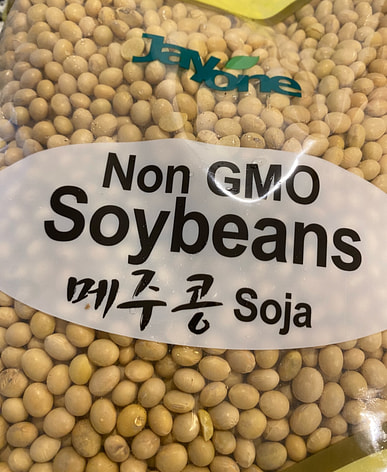 Jayone
Non GMO
Soybeans
메주콩 Soja